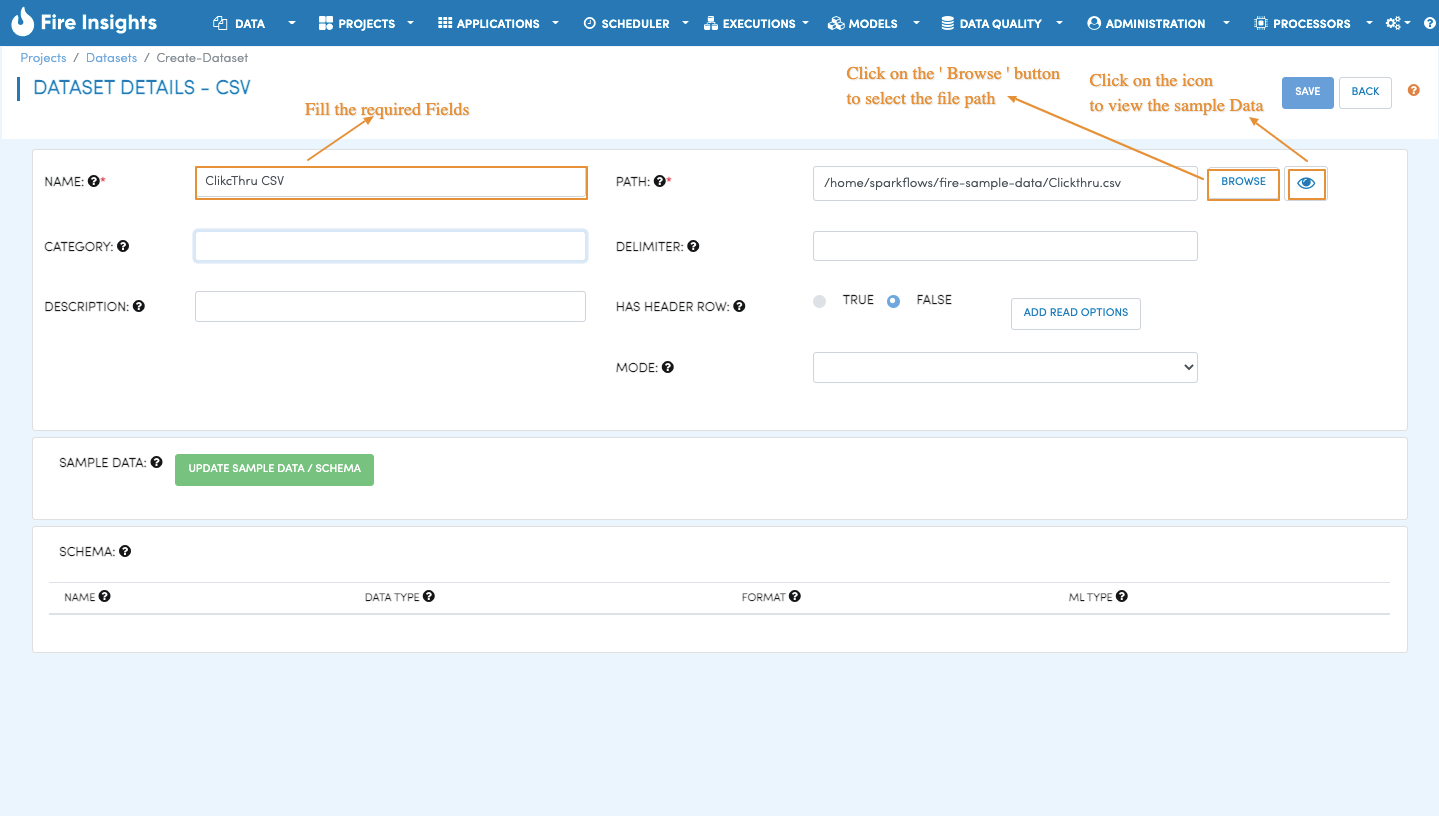 Fire Insights DATA PROJECTS APPLICATIONS SCHEDULER EXECUTIONS MODELS DATA QUALITY ADMINISTRATION PROCESSORS
Projects / Datasets / Create-Dataset
DATASET DETAILS - CSV
Fill the required Fields
Click on the ' Browse ' button
to select the file path
Click on the icon
to view the sample Data
SAVE BACK
NAME: * ClikcThru CSV
PATH: * /home/sparkflows/fire-sample-data/Clickthru.csv BROWSE
CATEGORY:
DELIMITER:
DESCRIPTION:
HAS HEADER ROW: TRUE FALSE
ADD READ OPTIONS
MODE:
SAMPLE DATA: UPDATE SAMPLE DATA / SCHEMA
SCHEMA:
NAME DATA TYPE FORMAT ML TYPE